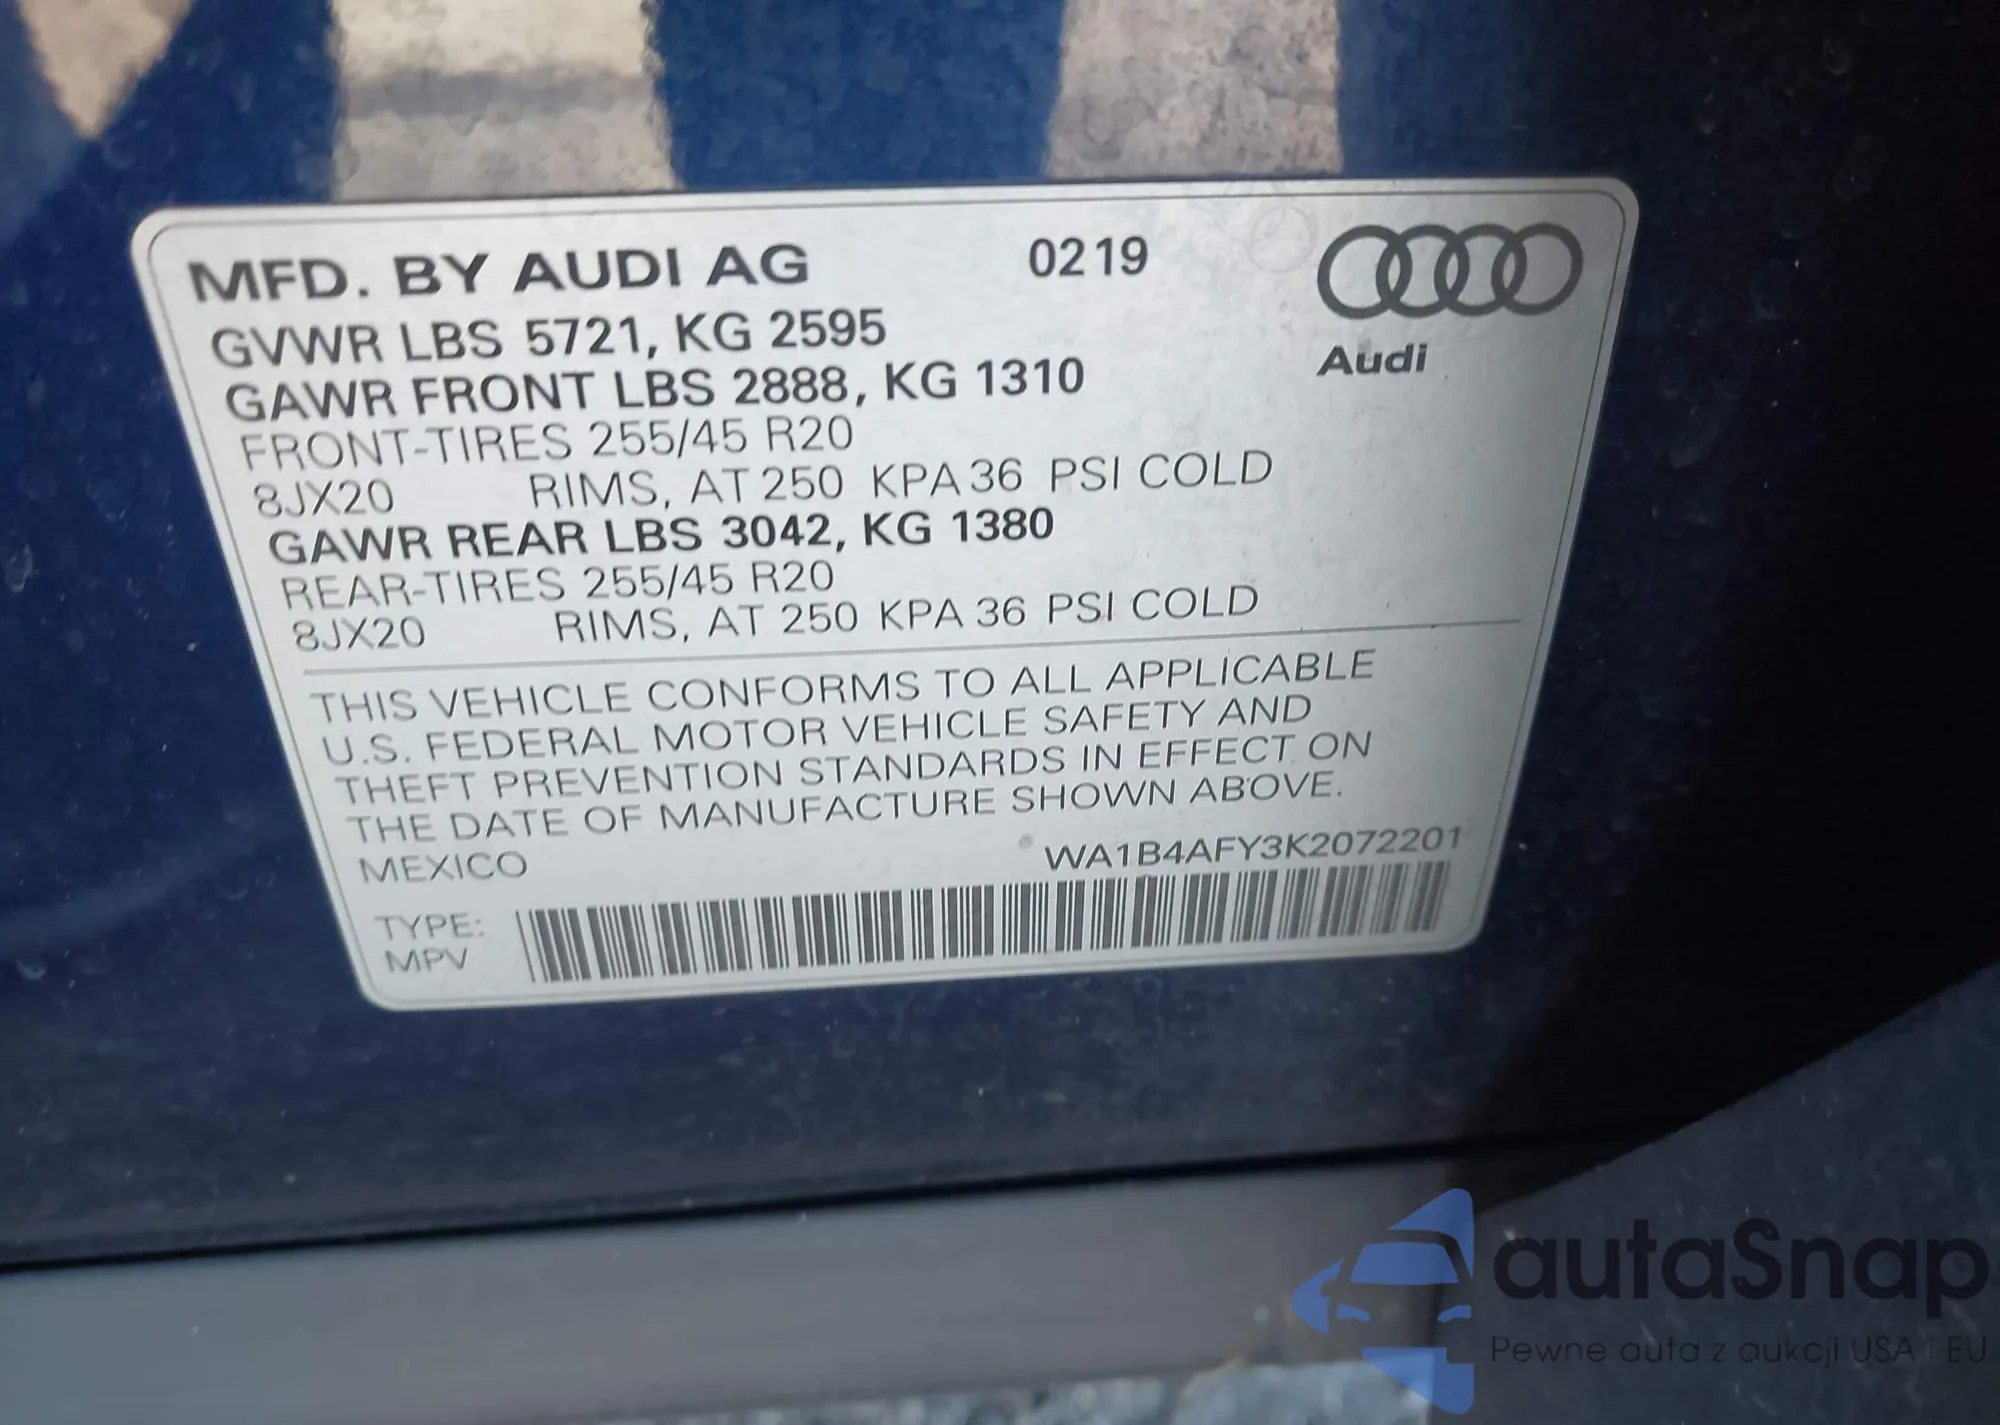 MFD. BY AUDI AG 0219
GVWR LBS 5721, KG 2595
GAWR FRONT LBS 2888, KG 1310
Audi
FRONT-TIRES 255/45 R20
8JX20 RIMS, AT 250 KPA 36 PSI COLD
GAWR REAR LBS 3042, KG 1380
REAR-TIRES 255/45 R20
8JX20 RIMS, AT 250 KPA 36 PSI COLD
THIS VEHICLE CONFORMS TO ALL APPLICABLE
U.S. FEDERAL MOTOR VEHICLE SAFETY AND
THEFT PREVENTION STANDARDS IN EFFECT ON
THE DATE OF MANUFACTURE SHOWN ABOVE.
MEXICO WA1B4AFY3K2072201
TYPE:
MPV
autaSnap
Pewne auta z aukcji USA i EU